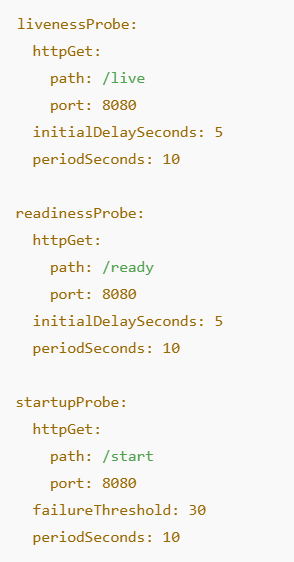 livenessProbe:
  httpGet:
    path: /live
    port: 8080
  initialDelaySeconds: 5
  periodSeconds: 10

readinessProbe:
  httpGet:
    path: /ready
    port: 8080
  initialDelaySeconds: 5
  periodSeconds: 10

startupProbe:
  httpGet:
    path: /start
    port: 8080
  failureThreshold: 30
  periodSeconds: 10